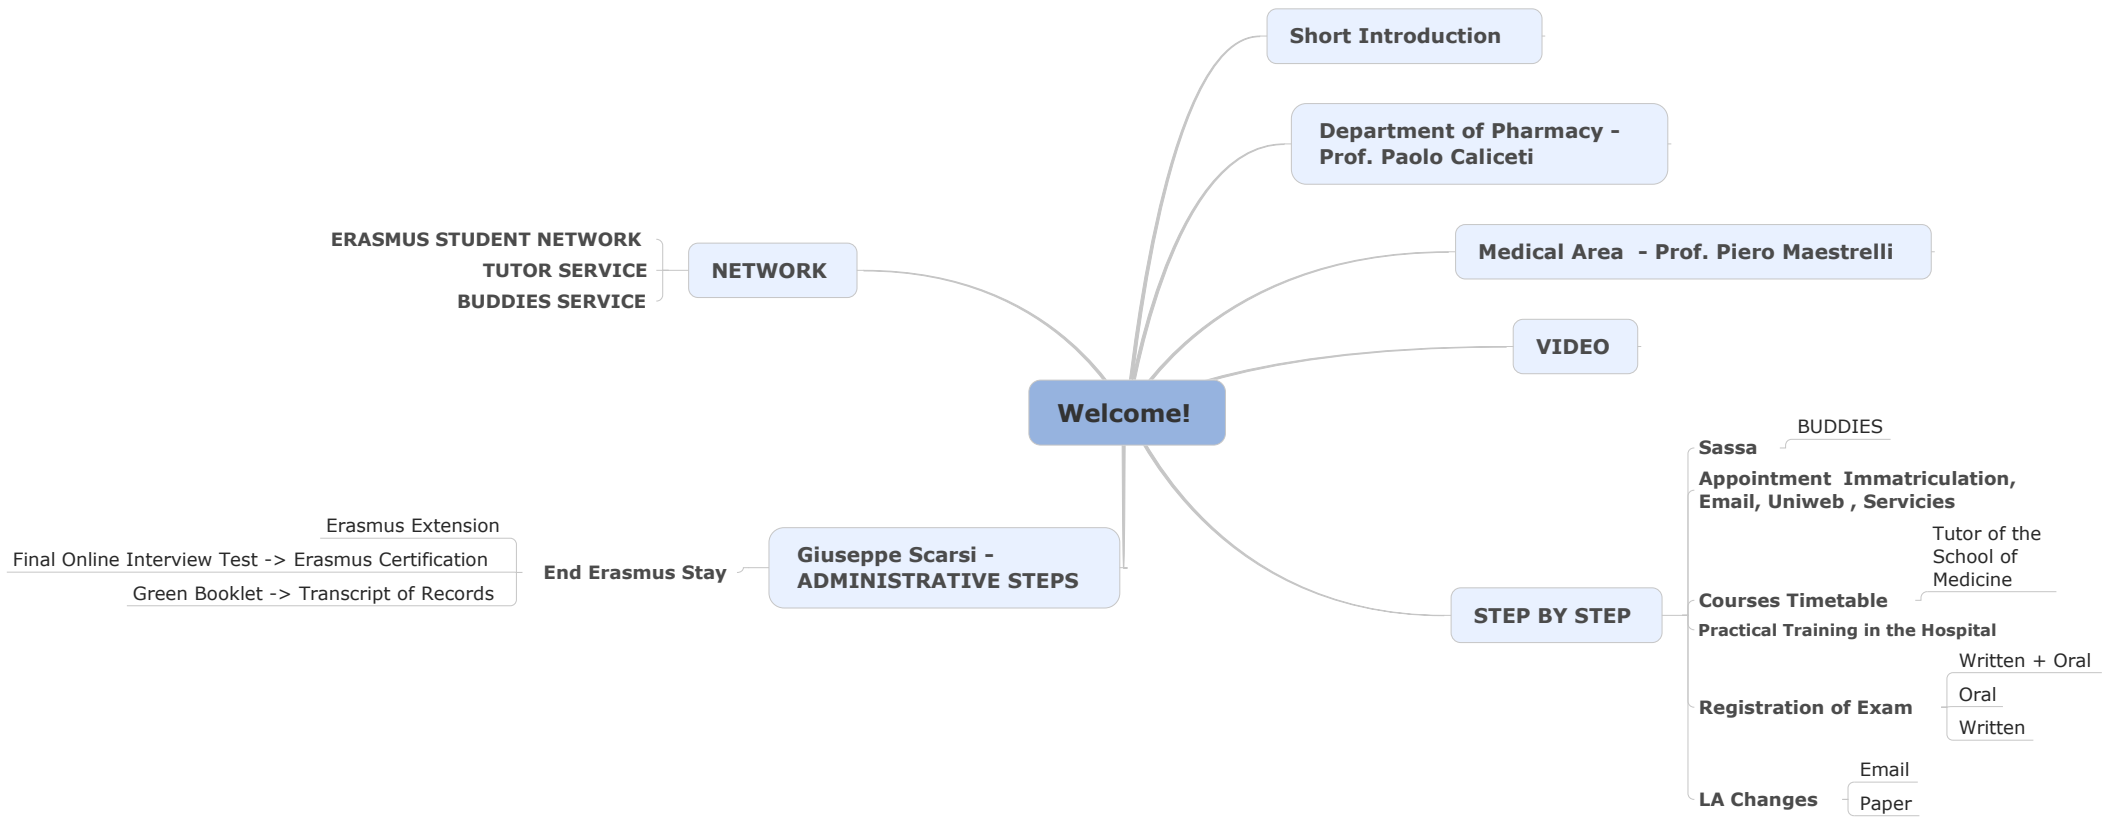 Short Introduction
Department of Pharmacy -
Prof. Paolo Caliceti
Medical Area  - Prof. Piero Maestrelli
VIDEO
Welcome!
STEP BY STEP
Sassa
BUDDIES
Appointment  Immatriculation,
Email, Uniweb , Servicies
Courses Timetable
Tutor of the
School of
Medicine
Practical Training in the Hospital
Registration of Exam
Written + Oral
Oral
Written
LA Changes
Email
Paper
Giuseppe Scarsi -
ADMINISTRATIVE STEPS
End Erasmus Stay
Erasmus Extension
Final Online Interview Test -> Erasmus Certification
Green Booklet -> Transcript of Records
NETWORK
ERASMUS STUDENT NETWORK
TUTOR SERVICE
BUDDIES SERVICE